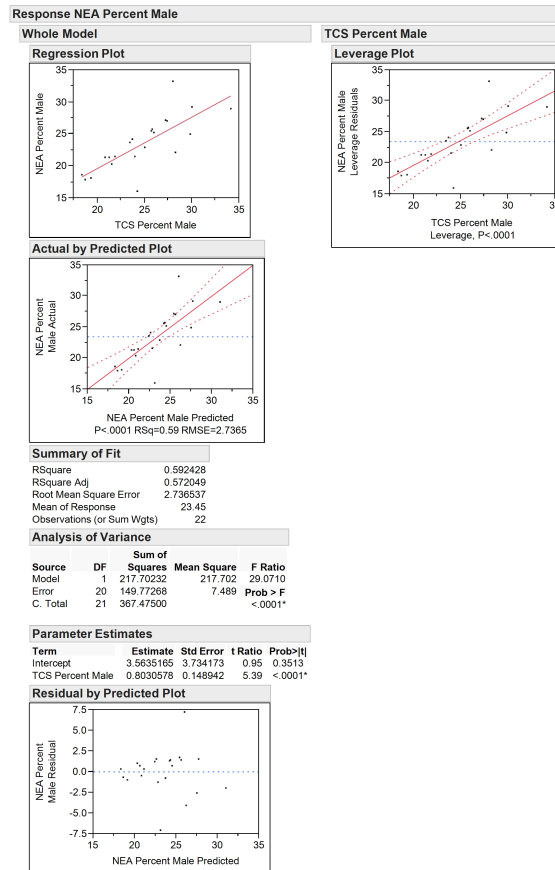 Response NEA Percent Male
Whole Model
Regression Plot
NEA Percent Male
35
30
25
20
15
20 25 30 35
TCS Percent Male
Actual by Predicted Plot
NEA Percent
Male Actual
35
30
25
20
15
15 20 25 30 35
NEA Percent Male Predicted
P<.0001 RSq=0.59 RMSE=2.7365
Summary of Fit
RSquare 0.592428
RSquare Adj 0.572049
Root Mean Square Error 2.736537
Mean of Response 23.45
Observations (or Sum Wgts) 22
Analysis of Variance
Sum of
Source DF Squares Mean Square F Ratio
Model 1 217.70232 217.702 29.0710
Error 20 149.77268 7.489 Prob > F
C. Total 21 367.47500 <.0001*
Parameter Estimates
Term Estimate Std Error t Ratio Prob>|t|
Intercept 3.5635165 3.734173 0.95 0.3513
TCS Percent Male 0.8030578 0.148942 5.39 <.0001*
Residual by Predicted Plot
NEA Percent
Male Residual
7.5
5.0
2.5
0.0
-2.5
-5.0
-7.5
15 20 25 30 35
NEA Percent Male Predicted
TCS Percent Male
Leverage Plot
NEA Percent Male
Leverage Residuals
35
30
25
20
15
20 25 30
TCS Percent Male
Leverage, P<.0001